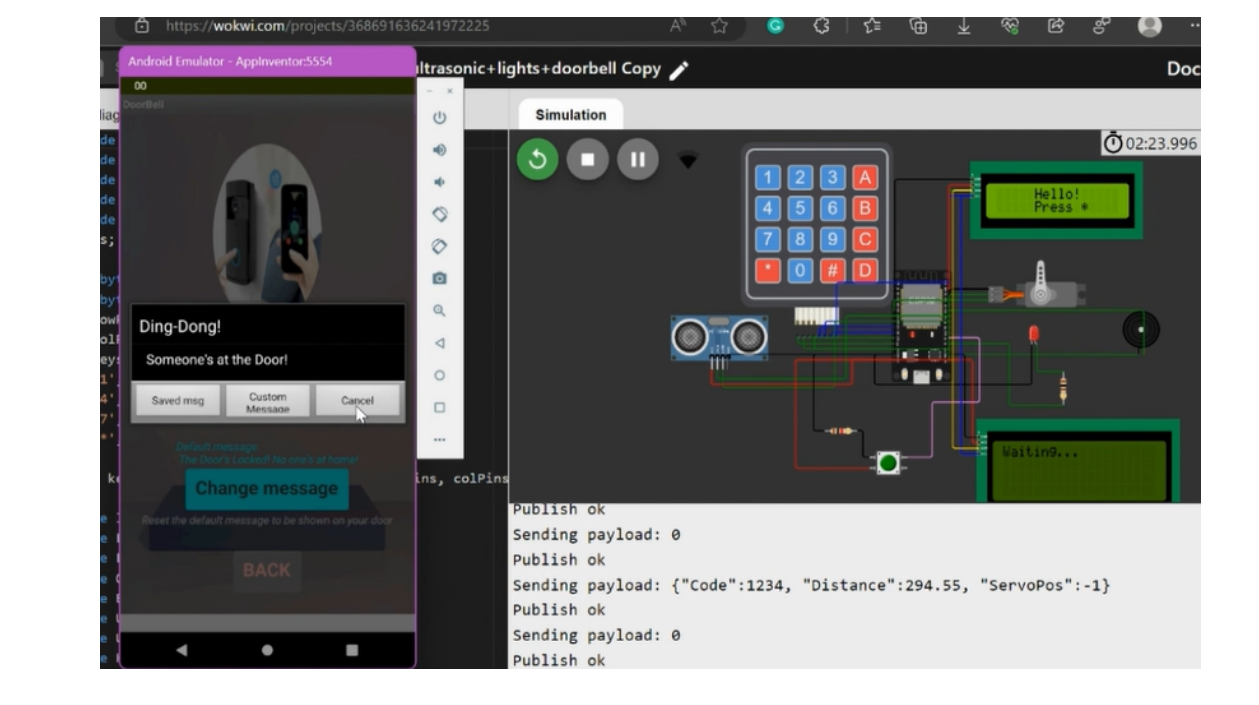 https://wokwi.com/projects/368691636241972225
Android Emulator - AppInventor:5554
ltrasonic+lights+doorbell Copy
Doc
DoorBell
Simulation
02:23.996
1 2 3 A
4 5 6 B
7 8 9 C
* 0 # D
Hello!
Press *
ESP32
Ding-Dong!
Someone's at the Door!
Saved msg
Custom Message
Cancel
Default message:
The Door's Locked! No one's at home!
Change message
Reset the default message to be shown on your door
BACK
Waiting...
ins, colPins
Publish ok
Sending payload: 0
Publish ok
Sending payload: {"Code":1234, "Distance":294.55, "ServoPos":-1}
Publish ok
Sending payload: 0
Publish ok